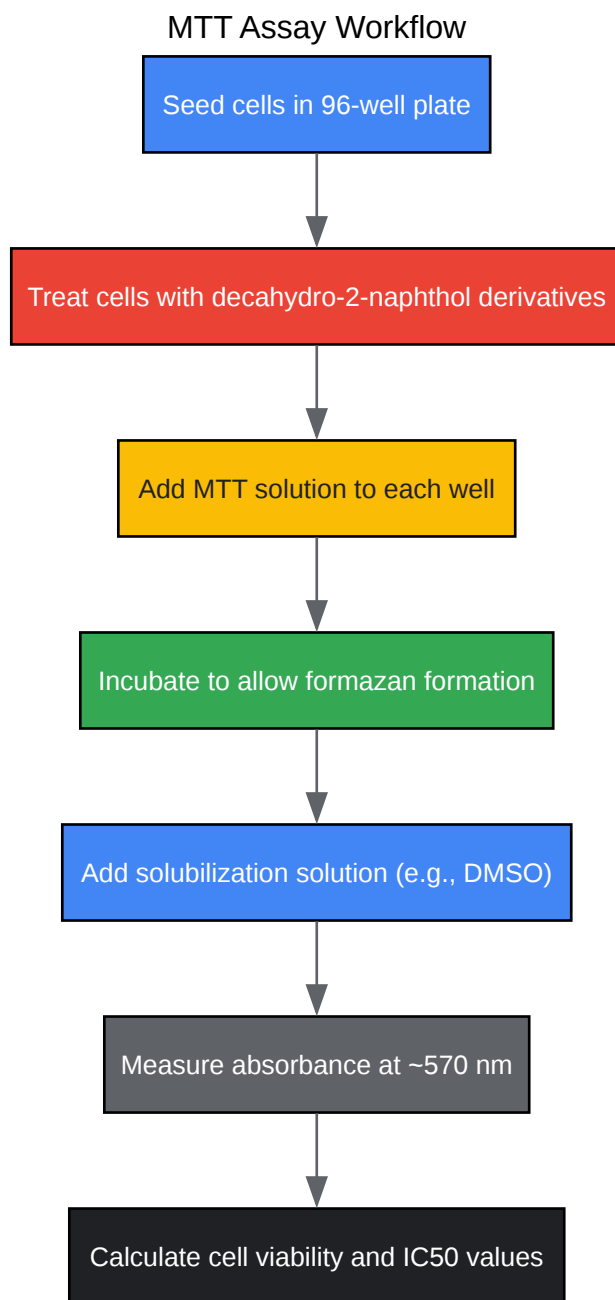 MTT Assay Workflow
Seed cells in 96-well plate
Treat cells with decahydro-2-naphthol derivatives
Add MTT solution to each well
Incubate to allow formazan formation
Add solubilization solution (e.g., DMSO)
Measure absorbance at ~570 nm
Calculate cell viability and IC50 values